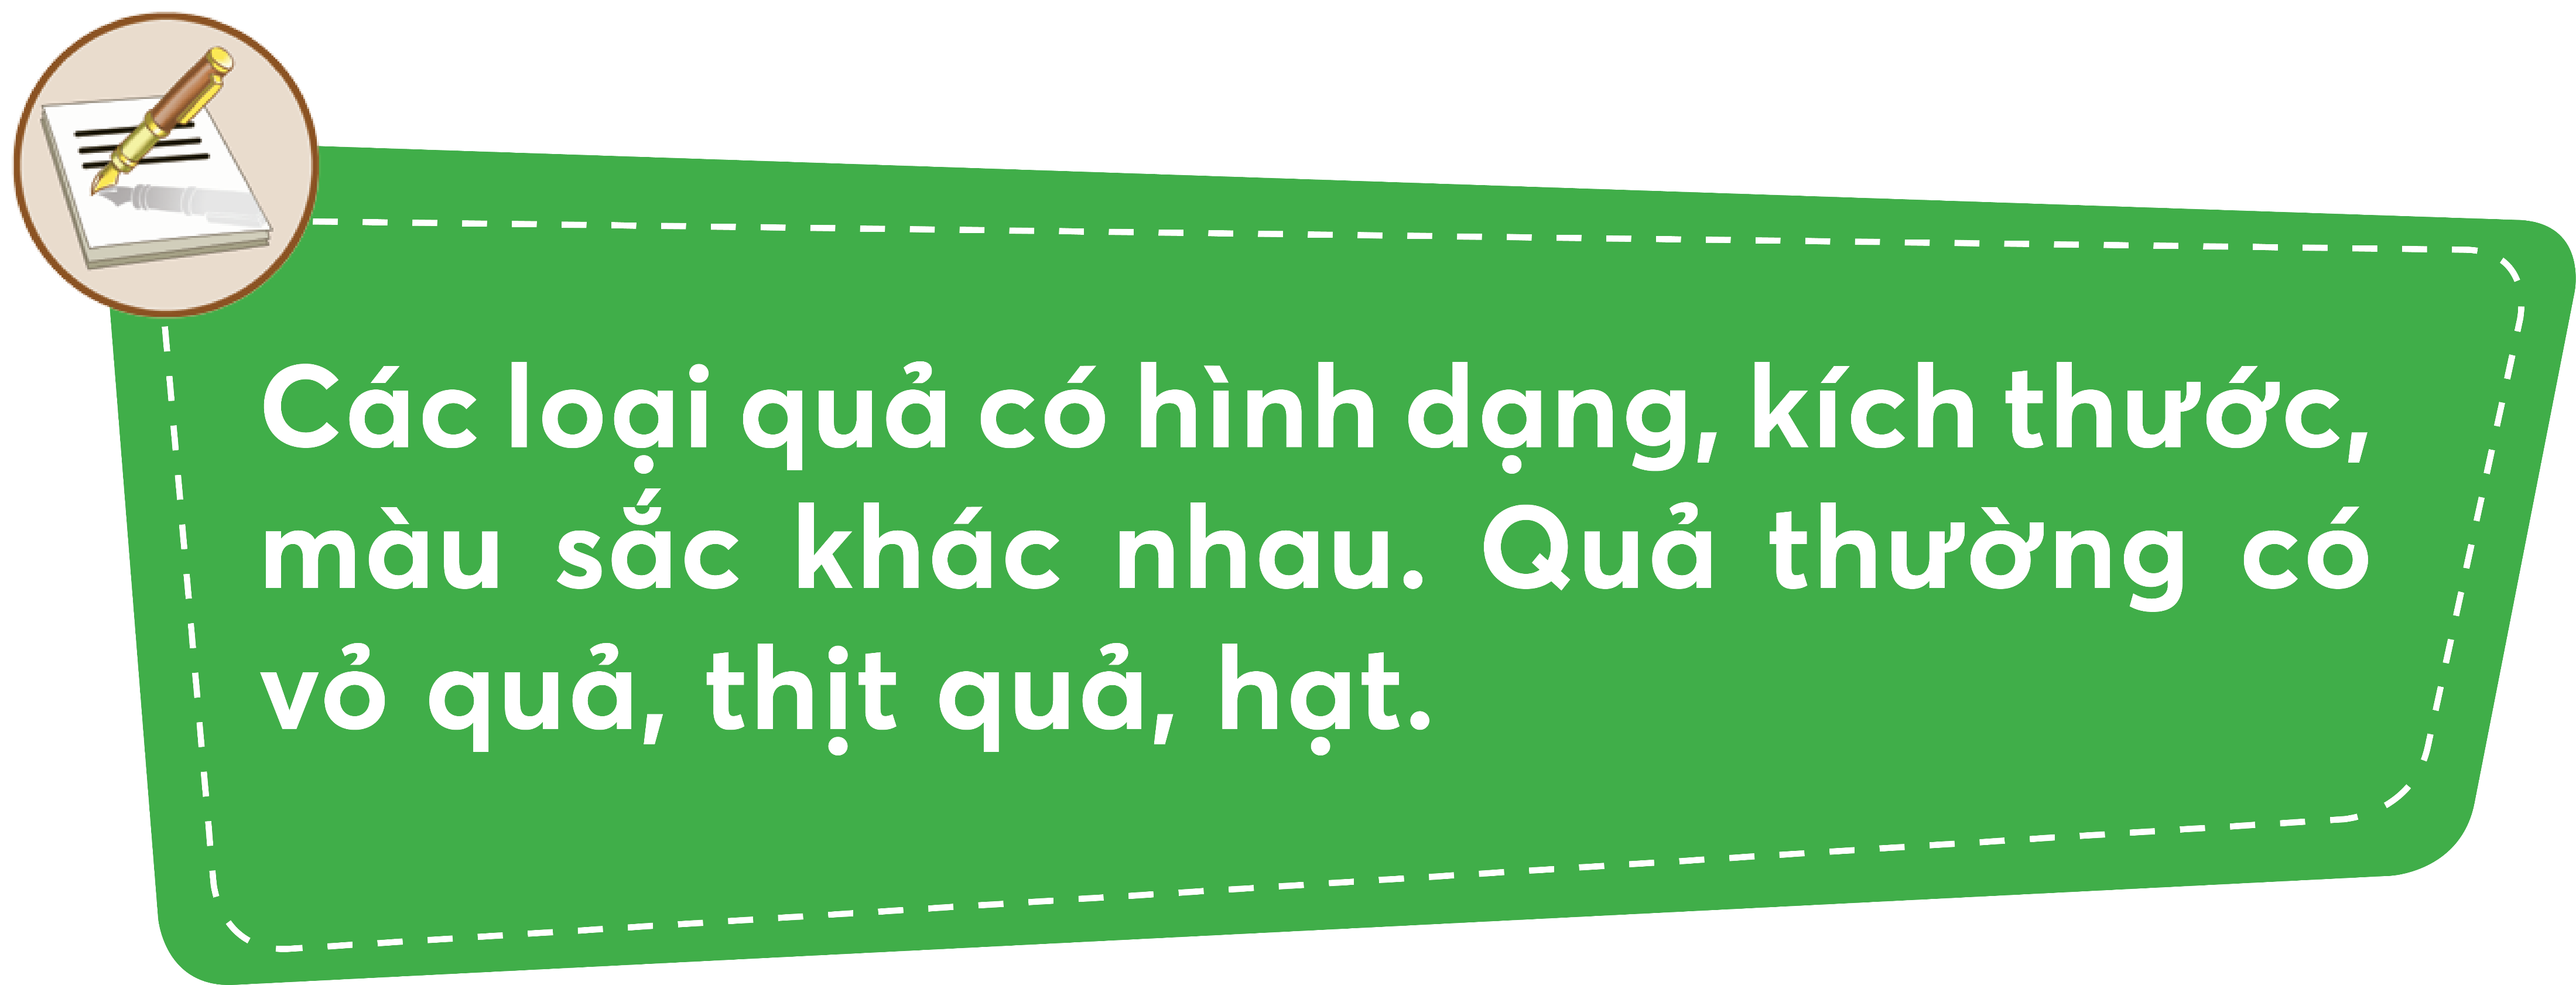 Các loại quả có hình dạng, kích thước,
màu sắc khác nhau. Quả thường có
vỏ quả, thịt quả, hạt.